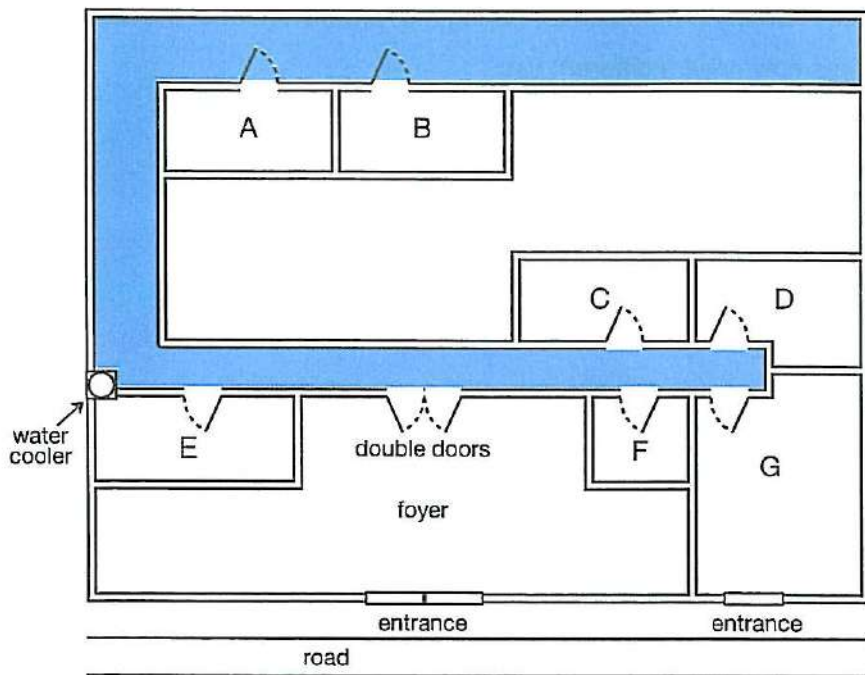 A
B
C
D
water
cooler
E
double doors
F
G
foyer
entrance
entrance
road